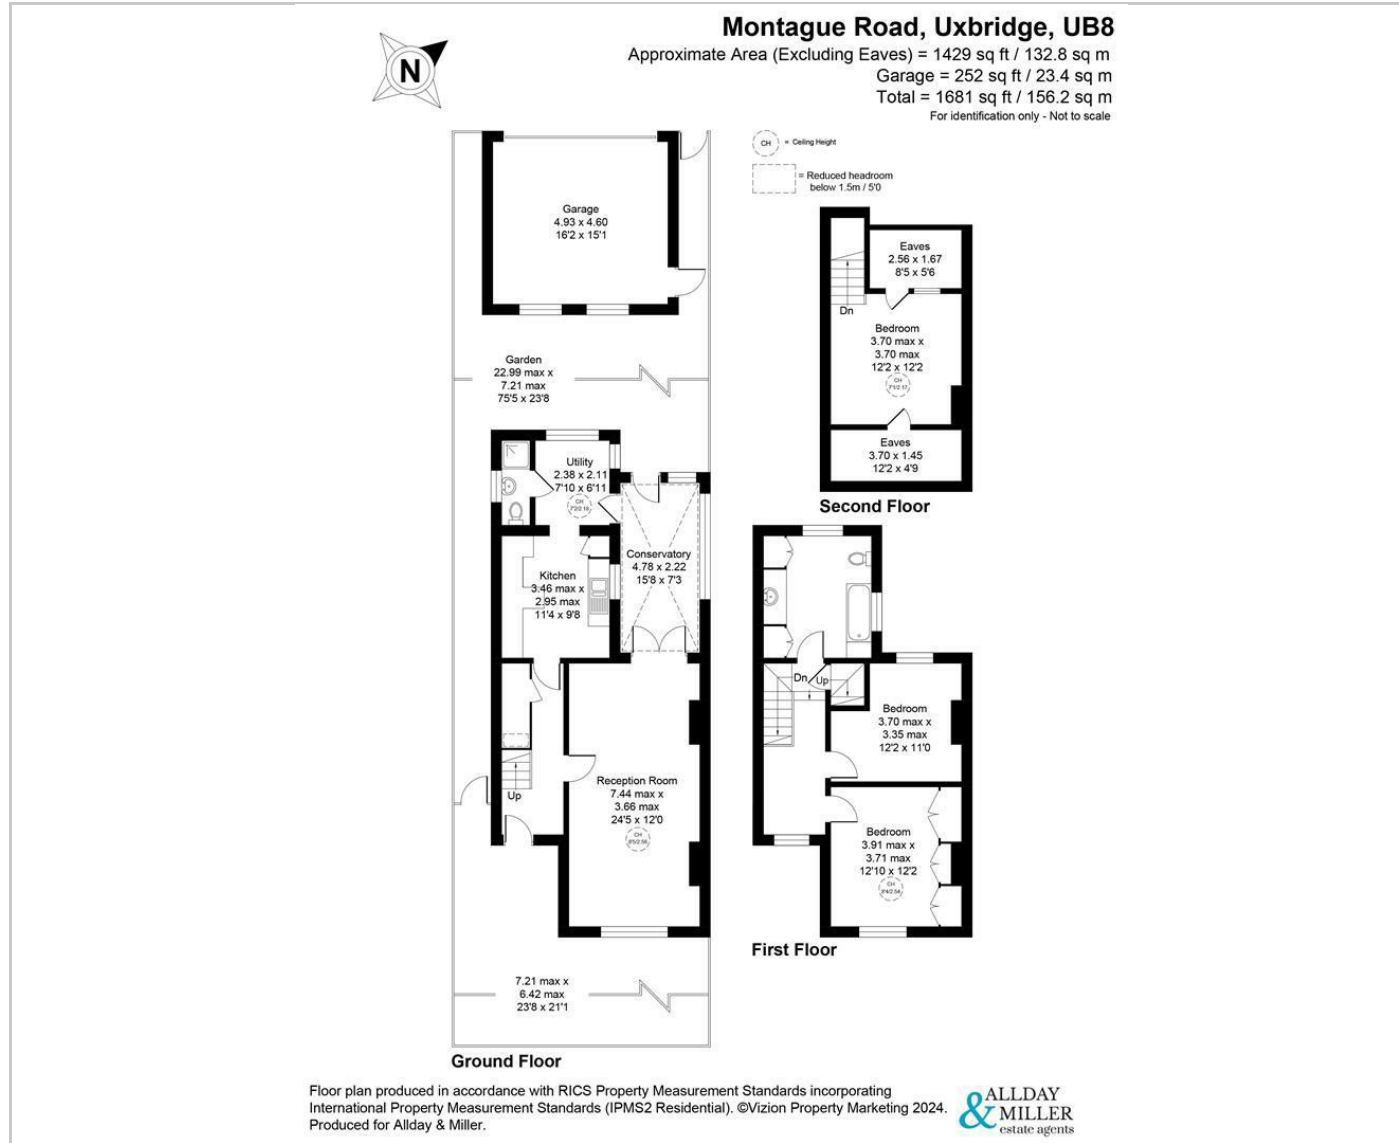 Montague Road, Uxbridge, UB8
Approximate Area (Excluding Eaves) = 1429 sq ft / 132.8 sq m
Garage = 252 sq ft / 23.4 sq m
Total = 1681 sq ft / 156.2 sq m
For identification only - Not to scale
N
CH
= Ceiling Height
= Reduced headroom
below 1.5m / 5'0
Garage
4.93 x 4.60
16'2 x 15'1
Garden
22.99 max x
7.21 max
75'5 x 23'8
Utility
2.38 x 2.11
7'10 x 6'11
CH
Conservatory
4.78 x 2.22
15'8 x 7'3
Kitchen
3.46 max x
2.95 max
11'4 x 9'8
Up
Reception Room
7.44 max x
3.66 max
24'5 x 12'0
CH
7.21 max x
6.42 max
23'8 x 21'1
Ground Floor
Eaves
2.56 x 1.67
8'5 x 5'6
Dn
Bedroom
3.70 max x
3.70 max
12'2 x 12'2
CH
7'1/2.17
Eaves
3.70 x 1.45
12'2 x 4'9
Second Floor
Dn
Up
Bedroom
3.70 max x
3.35 max
12'2 x 11'0
Bedroom
3.91 max x
3.71 max
12'10 x 12'2
CH
First Floor
Floor plan produced in accordance with RICS Property Measurement Standards incorporating
International Property Measurement Standards (IPMS2 Residential). ©Vizion Property Marketing 2024.
Produced for Allday & Miller.
ALLDAY
& MILLER
estate agents